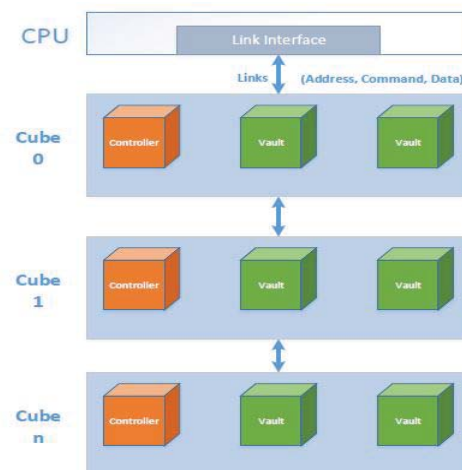 CPU
Link Interface
Links (Address, Command, Data)
Cube
0
Controller
Vault
Vault
Cube
1
Controller
Vault
Vault
Cube
n
Controller
Vault
Vault